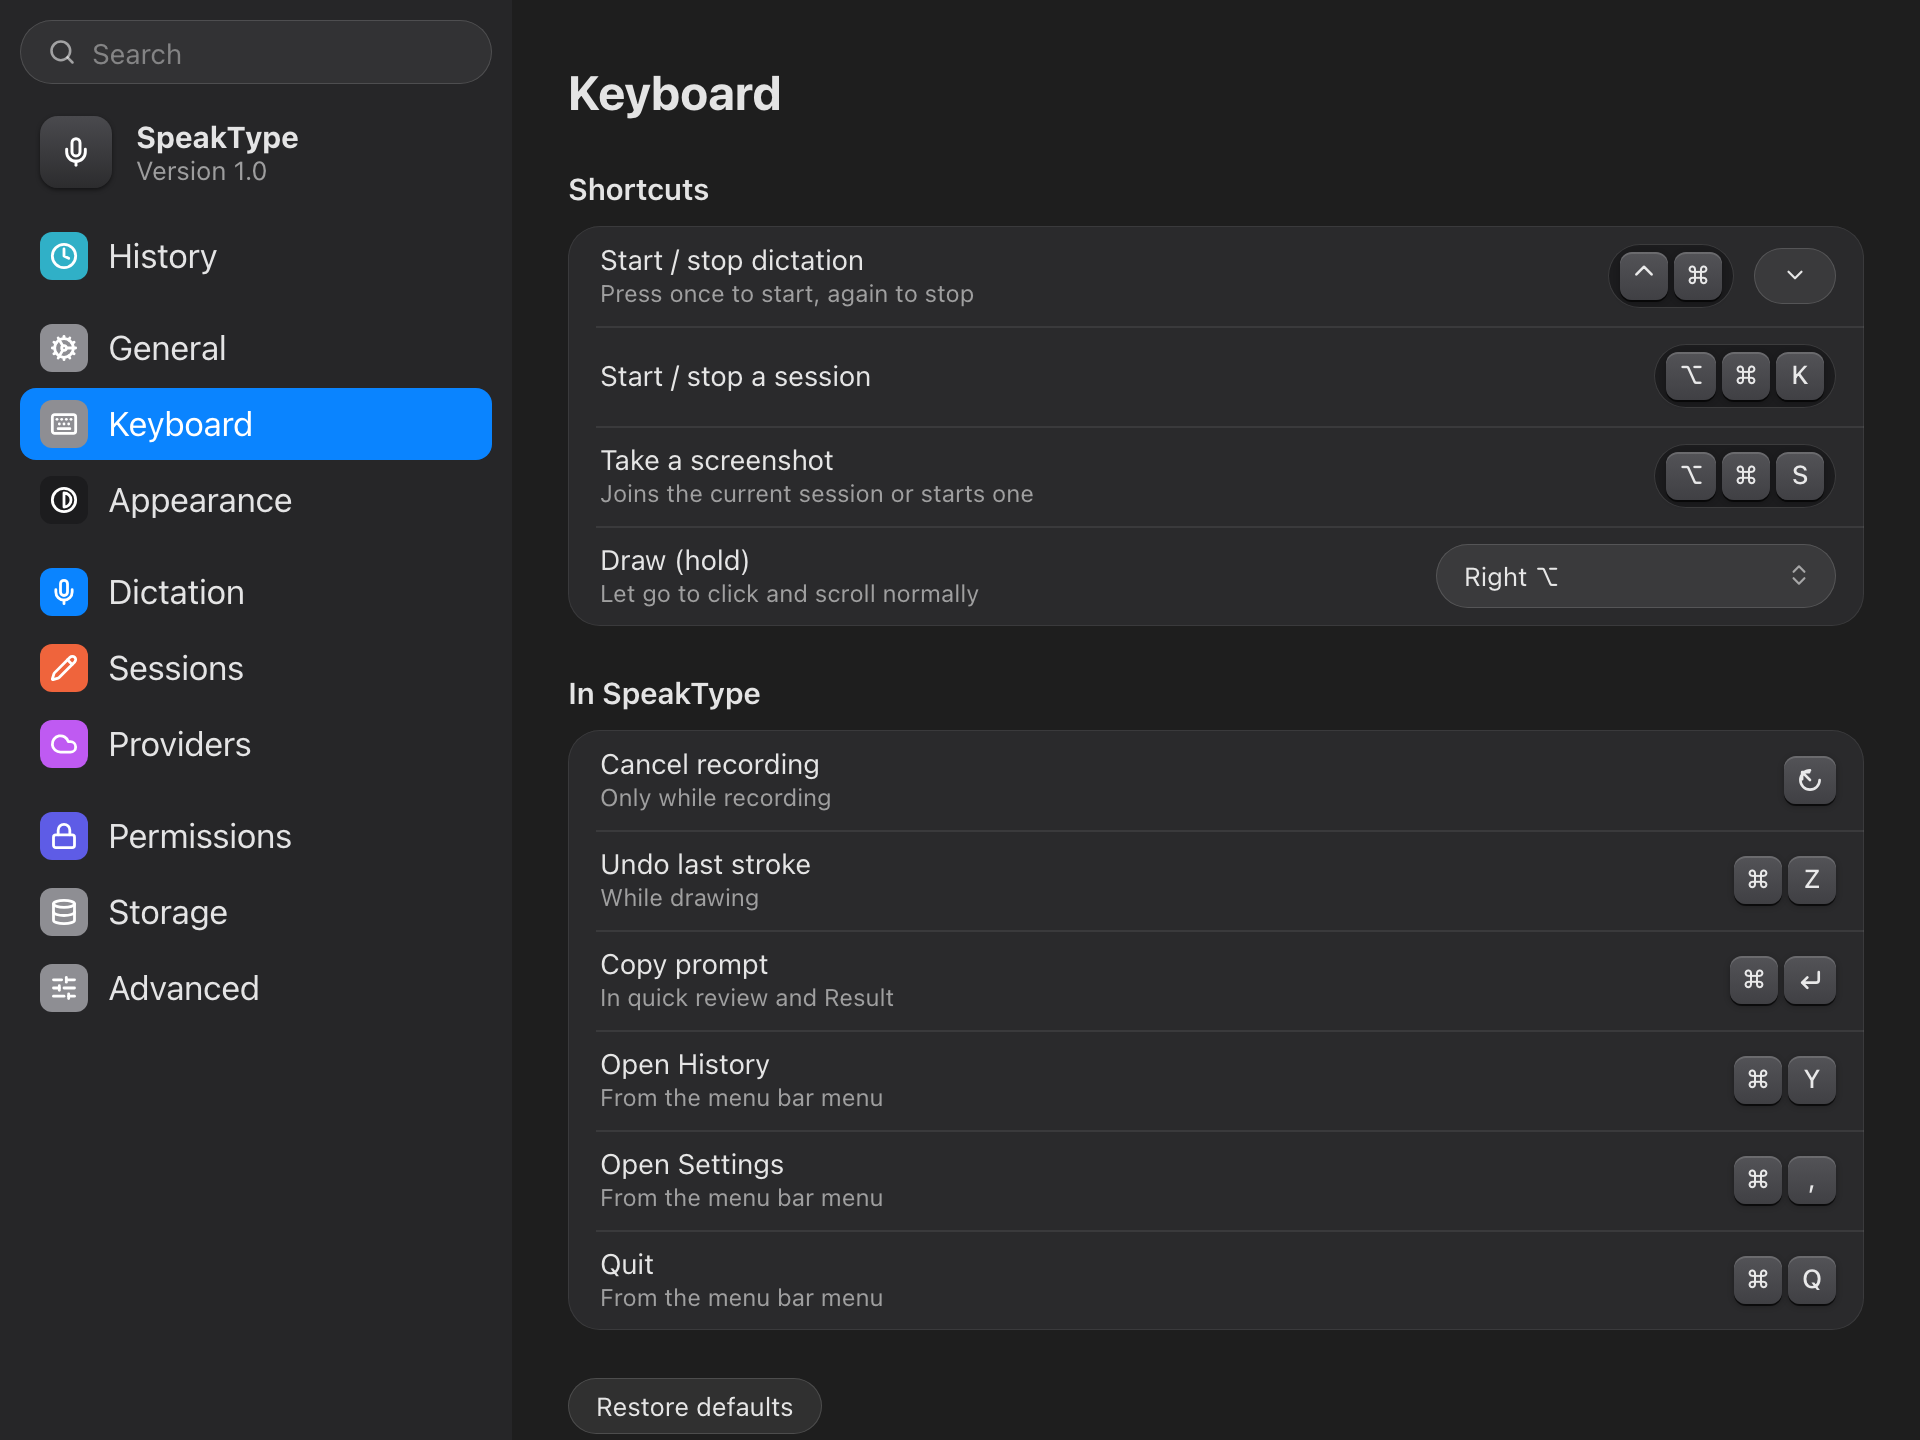 Search
SpeakType
Version 1.0
History
General
Keyboard
Appearance
Dictation
Sessions
Providers
Permissions
Storage
Advanced
Keyboard
Shortcuts
Start / stop dictation
Press once to start, again to stop
⌃ ⌘
Start / stop a session
⌥ ⌘ K
Take a screenshot
Joins the current session or starts one
⌥ ⌘ S
Draw (hold)
Let go to click and scroll normally
Right ⌥
In SpeakType
Cancel recording
Only while recording
⎋
Undo last stroke
While drawing
⌘ Z
Copy prompt
In quick review and Result
⌘ ↵
Open History
From the menu bar menu
⌘ Y
Open Settings
From the menu bar menu
⌘ ,
Quit
From the menu bar menu
⌘ Q
Restore defaults